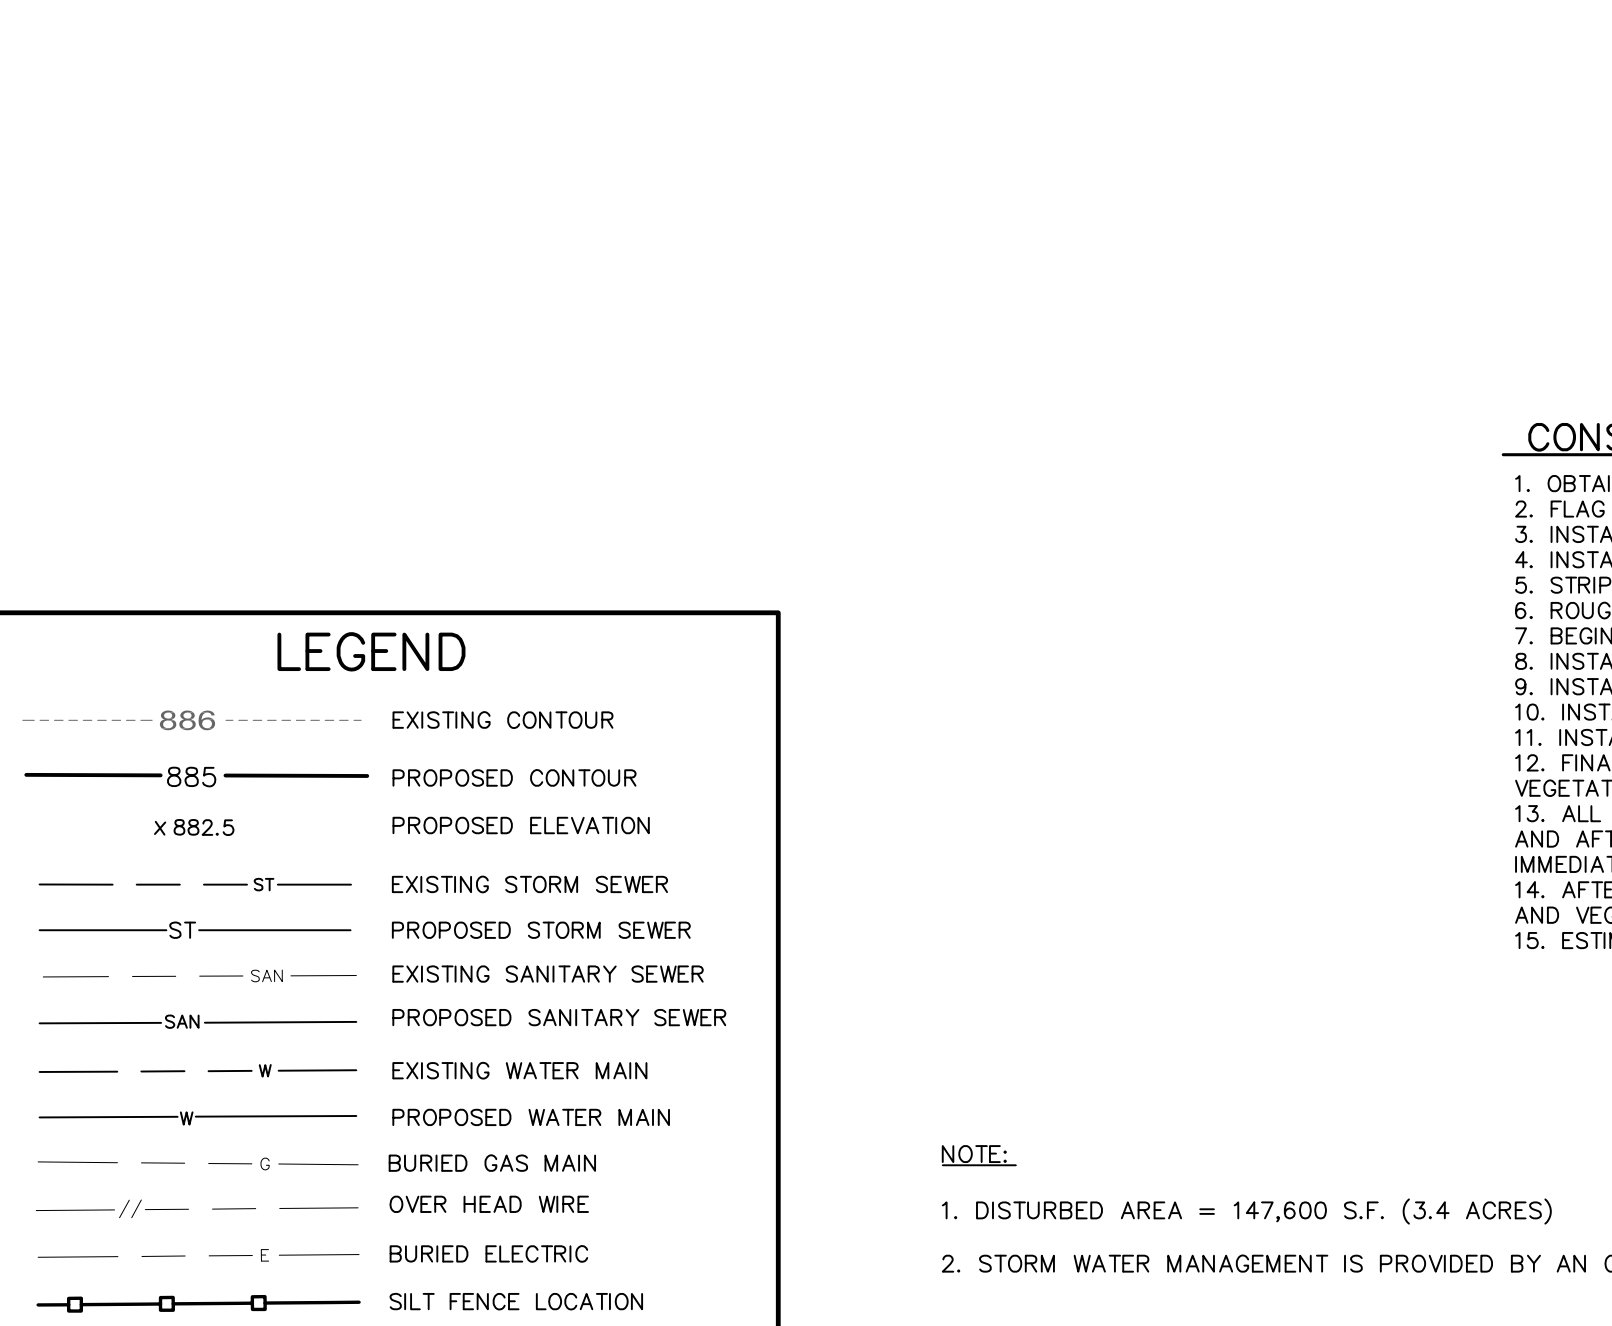 LEGEND
886 EXISTING CONTOUR
885 PROPOSED CONTOUR
x 882.5 PROPOSED ELEVATION
ST EXISTING STORM SEWER
ST PROPOSED STORM SEWER
SAN EXISTING SANITARY SEWER
SAN PROPOSED SANITARY SEWER
W EXISTING WATER MAIN
W PROPOSED WATER MAIN
G BURIED GAS MAIN
// OVER HEAD WIRE
E BURIED ELECTRIC
SILT FENCE LOCATION
NOTE:
1. DISTURBED AREA = 147,600 S.F. (3.4 ACRES)
2. STORM WATER MANAGEMENT IS PROVIDED BY AN
CONS
1. OBTAI
2. FLAG
3. INSTA
4. INSTA
5. STRIP
6. ROUG
7. BEGIN
8. INSTA
9. INSTA
10. INST
11. INSTA
12. FINA
VEGETAT
13. ALL
AND AFT
IMMEDIAT
14. AFTE
AND VEG
15. ESTI